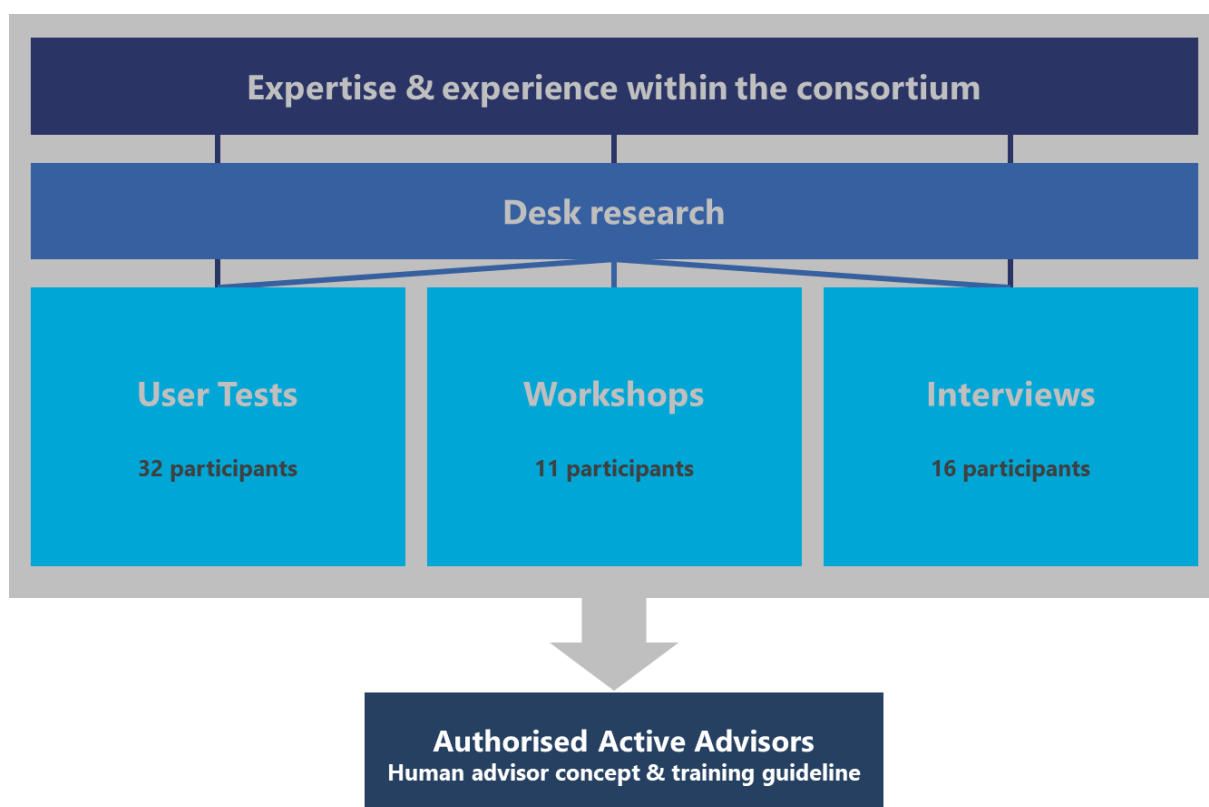 Expertise & experience within the consortium
Desk research
User Tests
32 participants
Workshops
11 participants
Interviews
16 participants
Authorised Active Advisors
Human advisor concept & training guideline